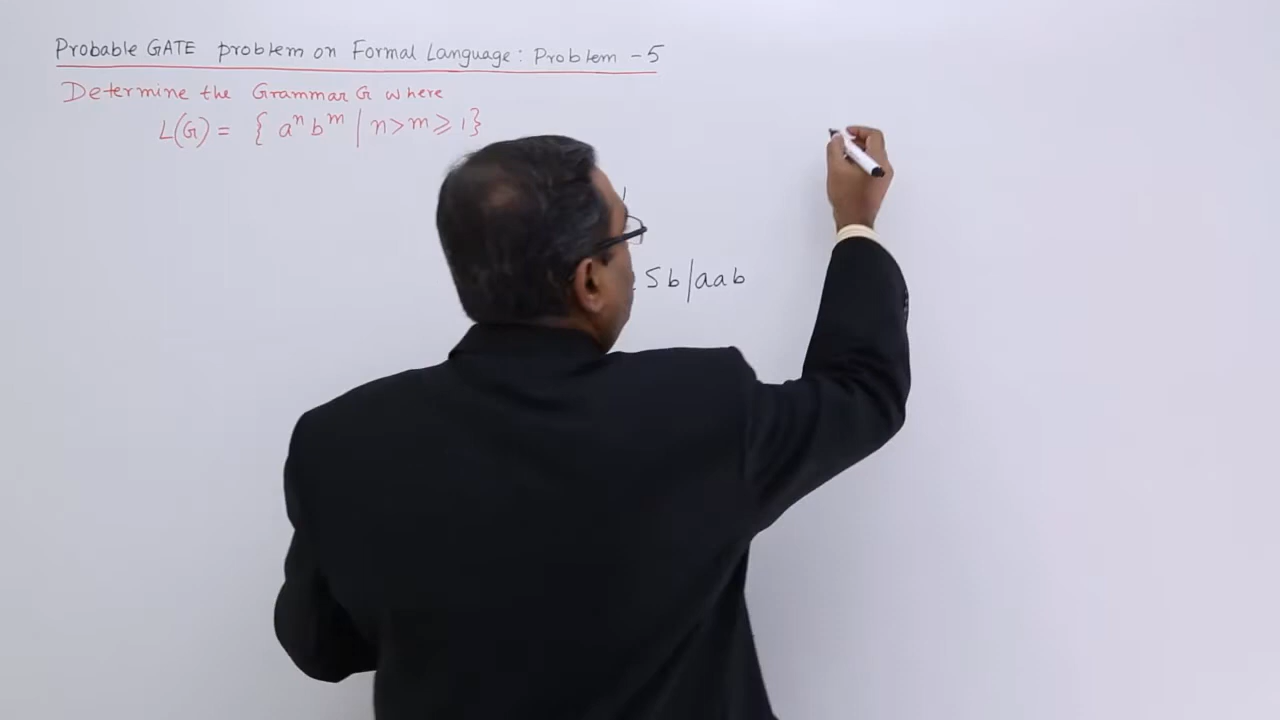 Probable GATE problem on Formal Language: Problem -5
Determine the Grammar G where
L(G) = { aⁿ bᵐ | n > m ⩾ 1}
Sb/aab